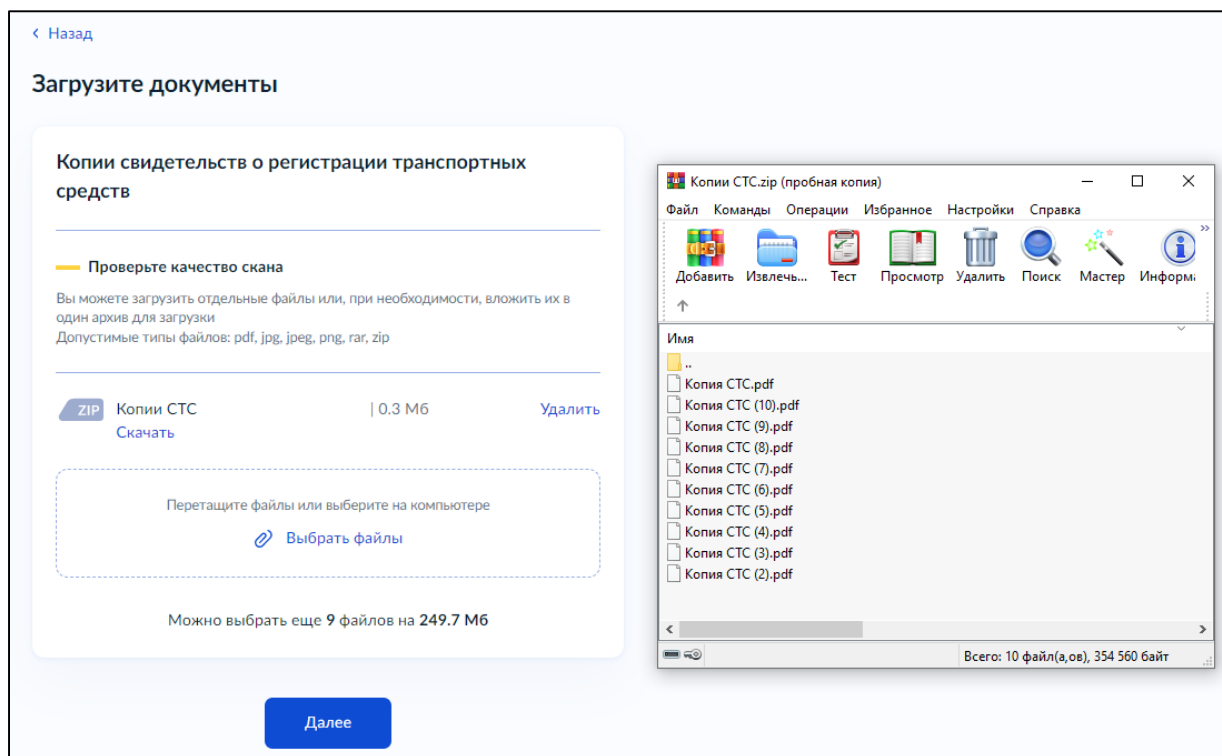 Назад
Загрузите документы
Копии свидетельств о регистрации транспортных
средств
Проверьте качество скана
Вы можете загрузить отдельные файлы или, при необходимости, вложить их в
один архив для загрузки
Допустимые типы файлов: pdf, jpg, jpeg, png, rar, zip
ZIP Копии СТС | 0.3 Мб Удалить
Скачать
Перетащите файлы или выберите на компьютере
Выбрать файлы
Можно выбрать еще 9 файлов на 249.7 Мб
Далее
Копии СТС.zip (пробная копия)
Файл Команды Операции Избранное Настройки Справка
Добавить Извлечь... Тест Просмотр Удалить Поиск Мастер Информа
Имя
..
Копия СТС.pdf
Копия СТС (10).pdf
Копия СТС (9).pdf
Копия СТС (8).pdf
Копия СТС (7).pdf
Копия СТС (6).pdf
Копия СТС (5).pdf
Копия СТС (4).pdf
Копия СТС (3).pdf
Копия СТС (2).pdf
Всего: 10 файл(а,ов), 354 560 байт